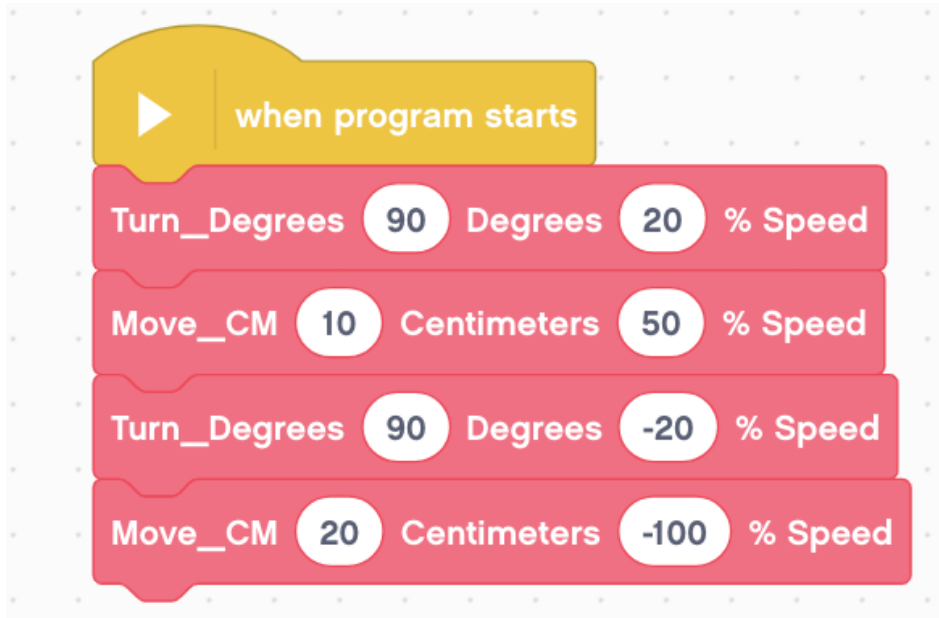 when program starts
Turn_Degrees 90 Degrees 20 % Speed
Move_CM 10 Centimeters 50 % Speed
Turn_Degrees 90 Degrees -20 % Speed
Move_CM 20 Centimeters -100 % Speed